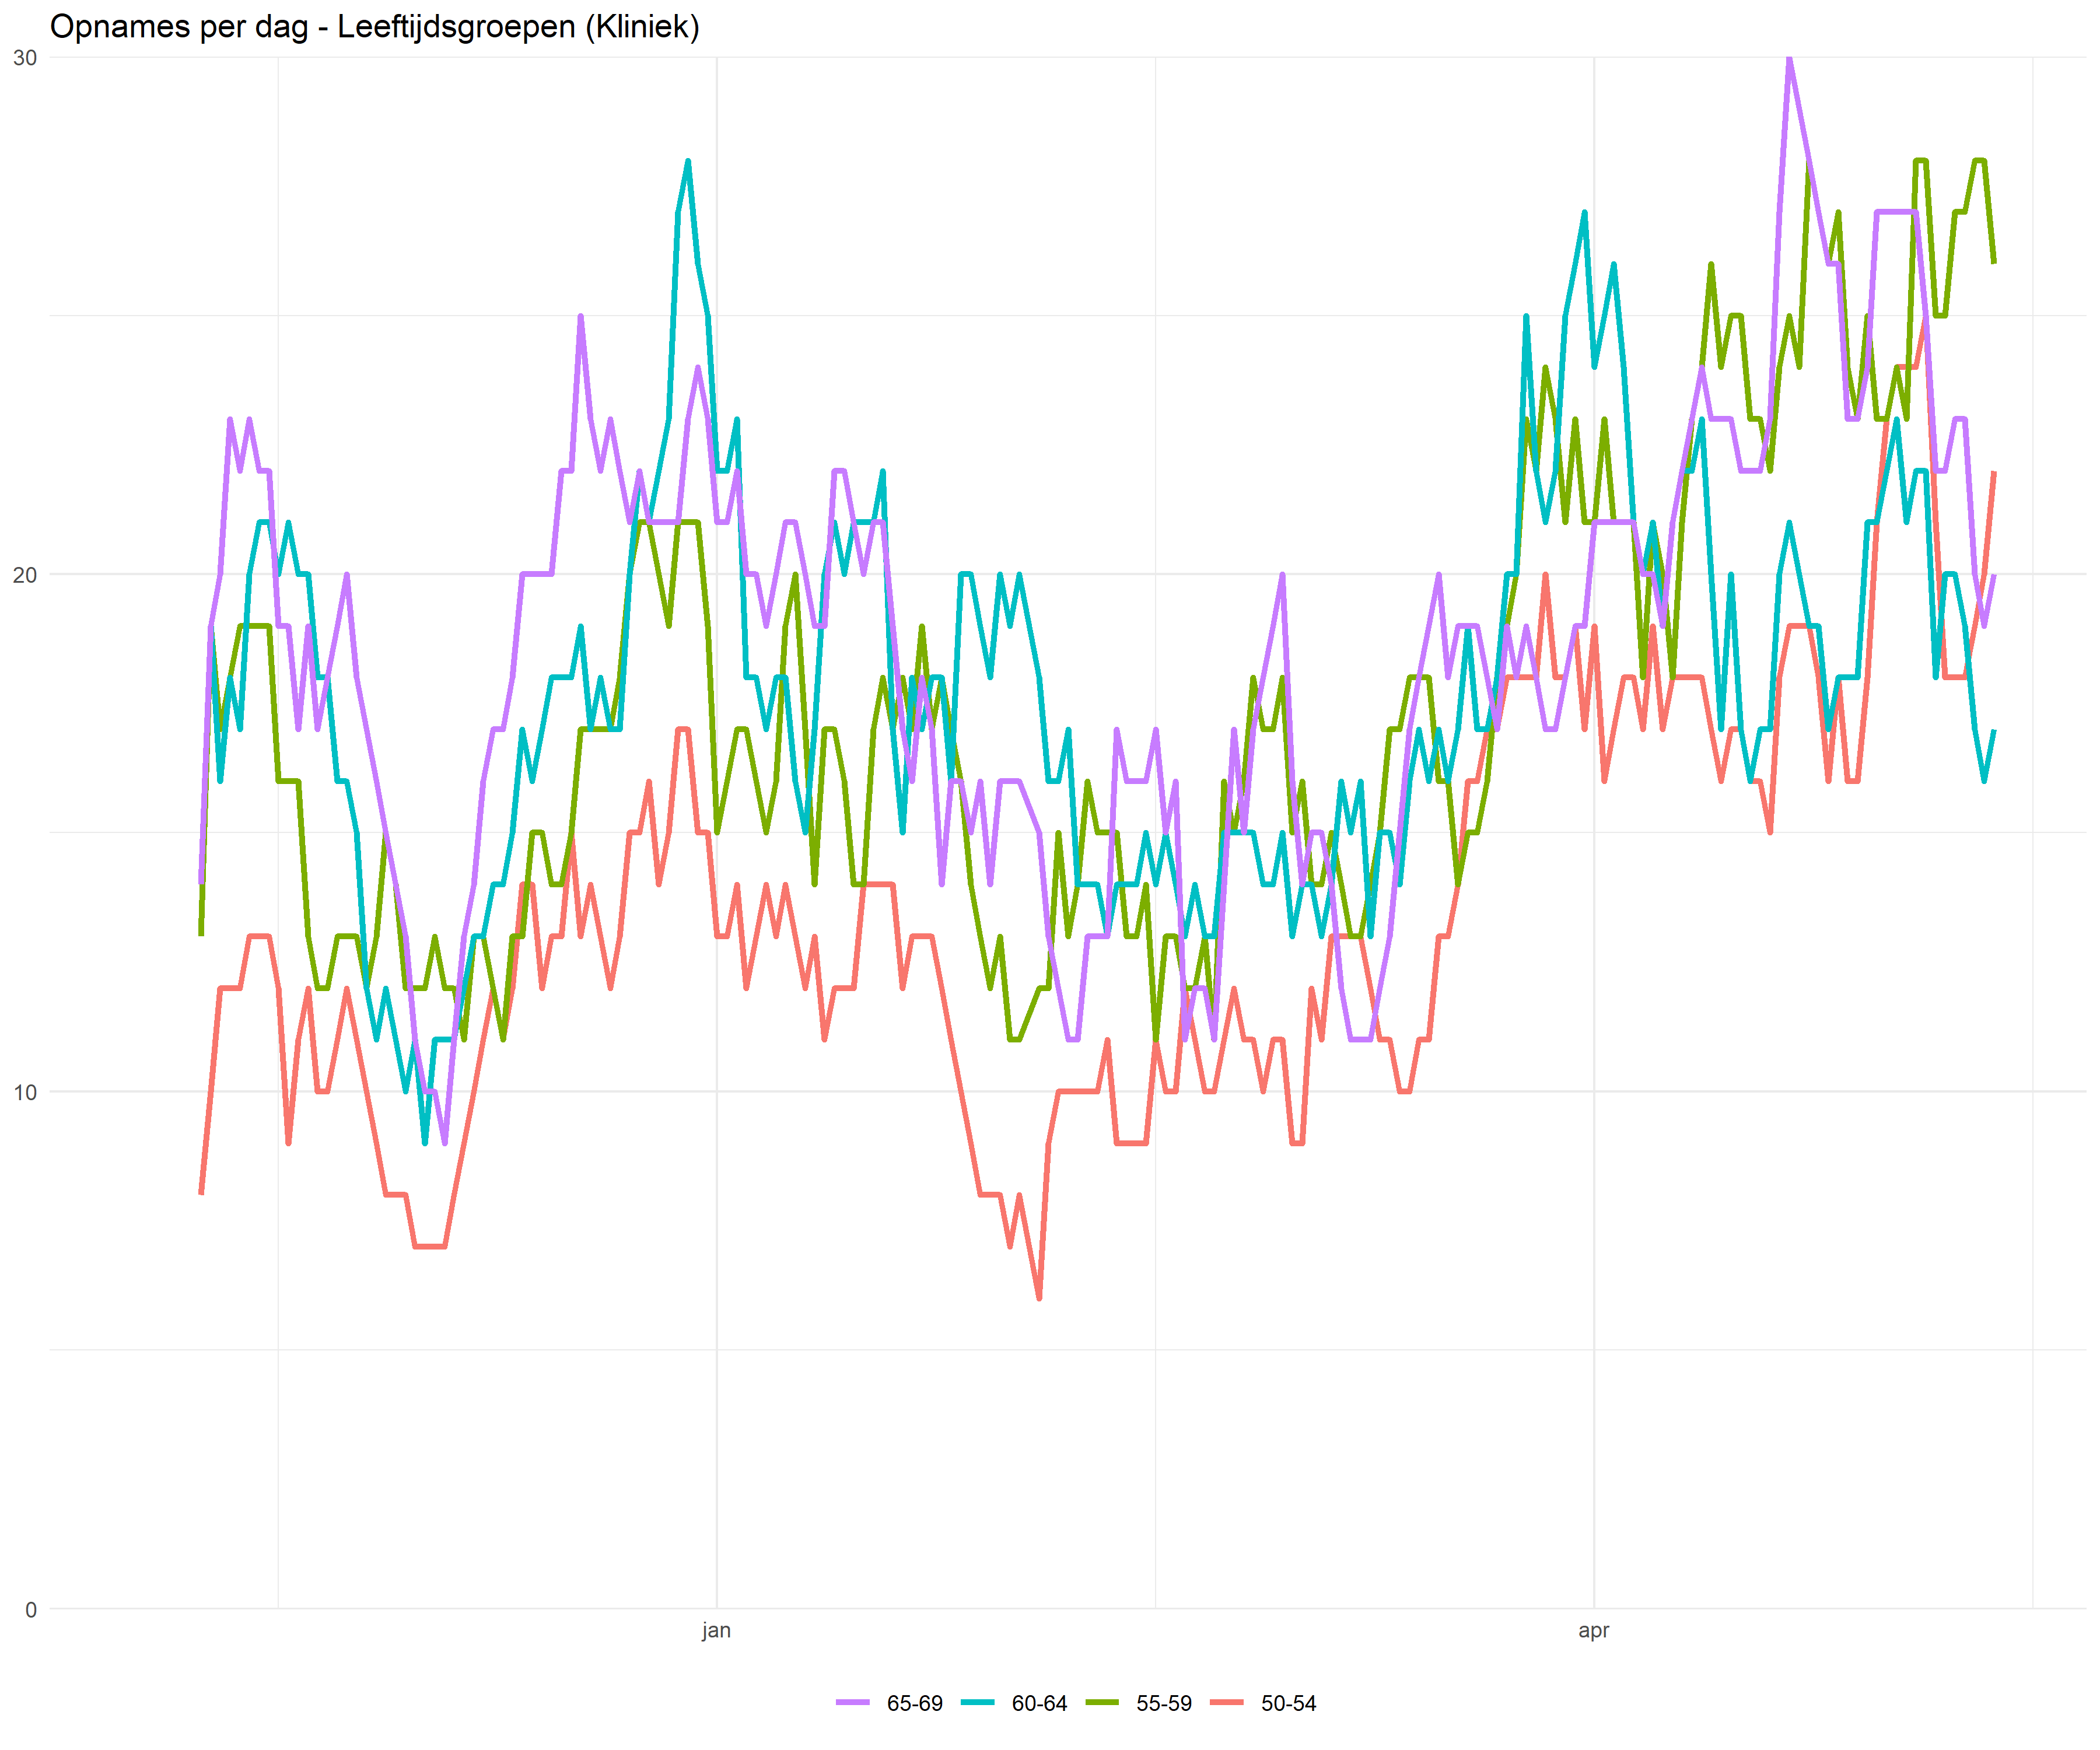 Opnames per dag - Leeftijdsgroepen (Kliniek)
30
20
10
0
jan apr
65-69 60-64 55-59 50-54